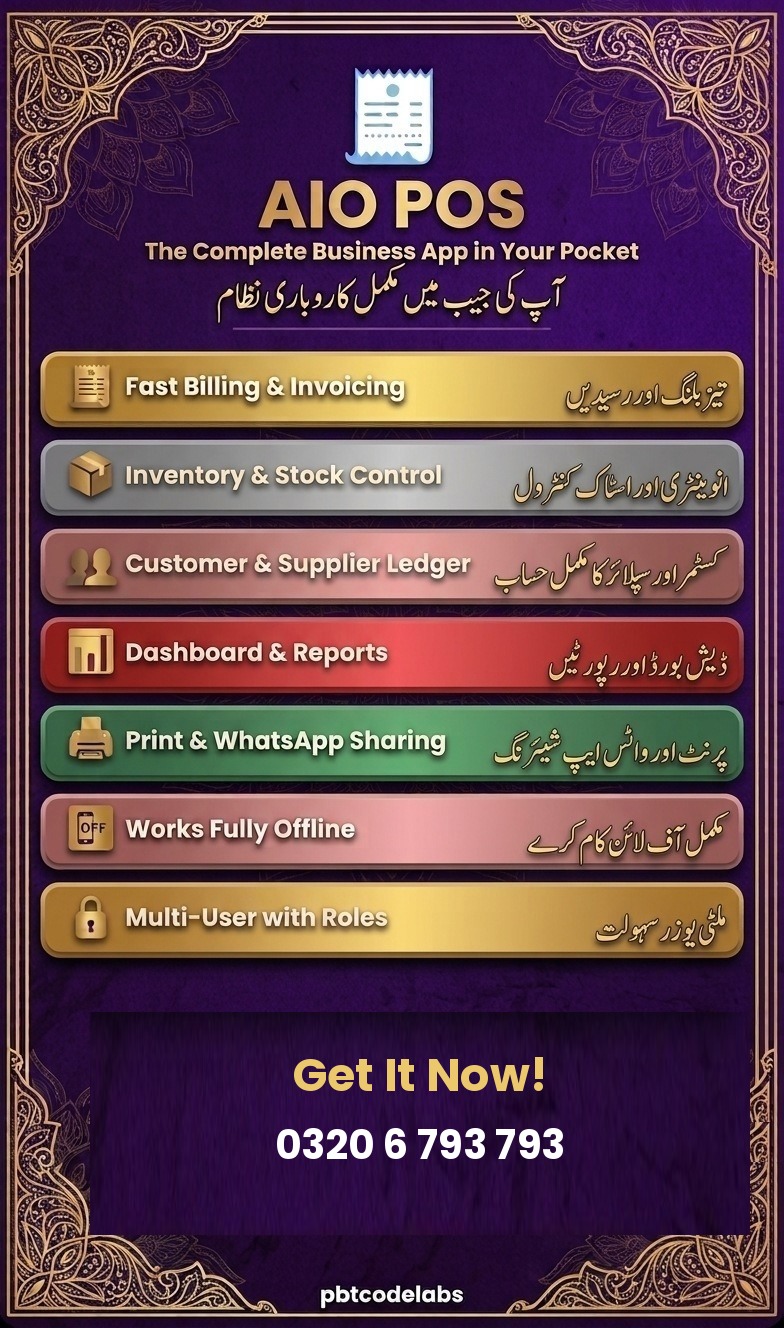 AIO POS
The Complete Business App in Your Pocket
آپ کی جیب میں مکمل کاروباری نظام
Fast Billing & Invoicing
تیز بلنگ اور رسیدیں
Inventory & Stock Control
انوینٹری اور اسٹاک کنٹرول
Customer & Supplier Ledger
کسٹمر اور سپلائر کا مکمل حساب
Dashboard & Reports
ڈیش بورڈ اور رپورٹیں
Print & WhatsApp Sharing
پرنٹ اور واٹس ایپ شیئرنگ
OFF
Works Fully Offline
مکمل آف لائن کام کرے
Multi-User with Roles
ملٹی یوزر سہولت
Get It Now!
0320 6 793 793
pbtcodelabs